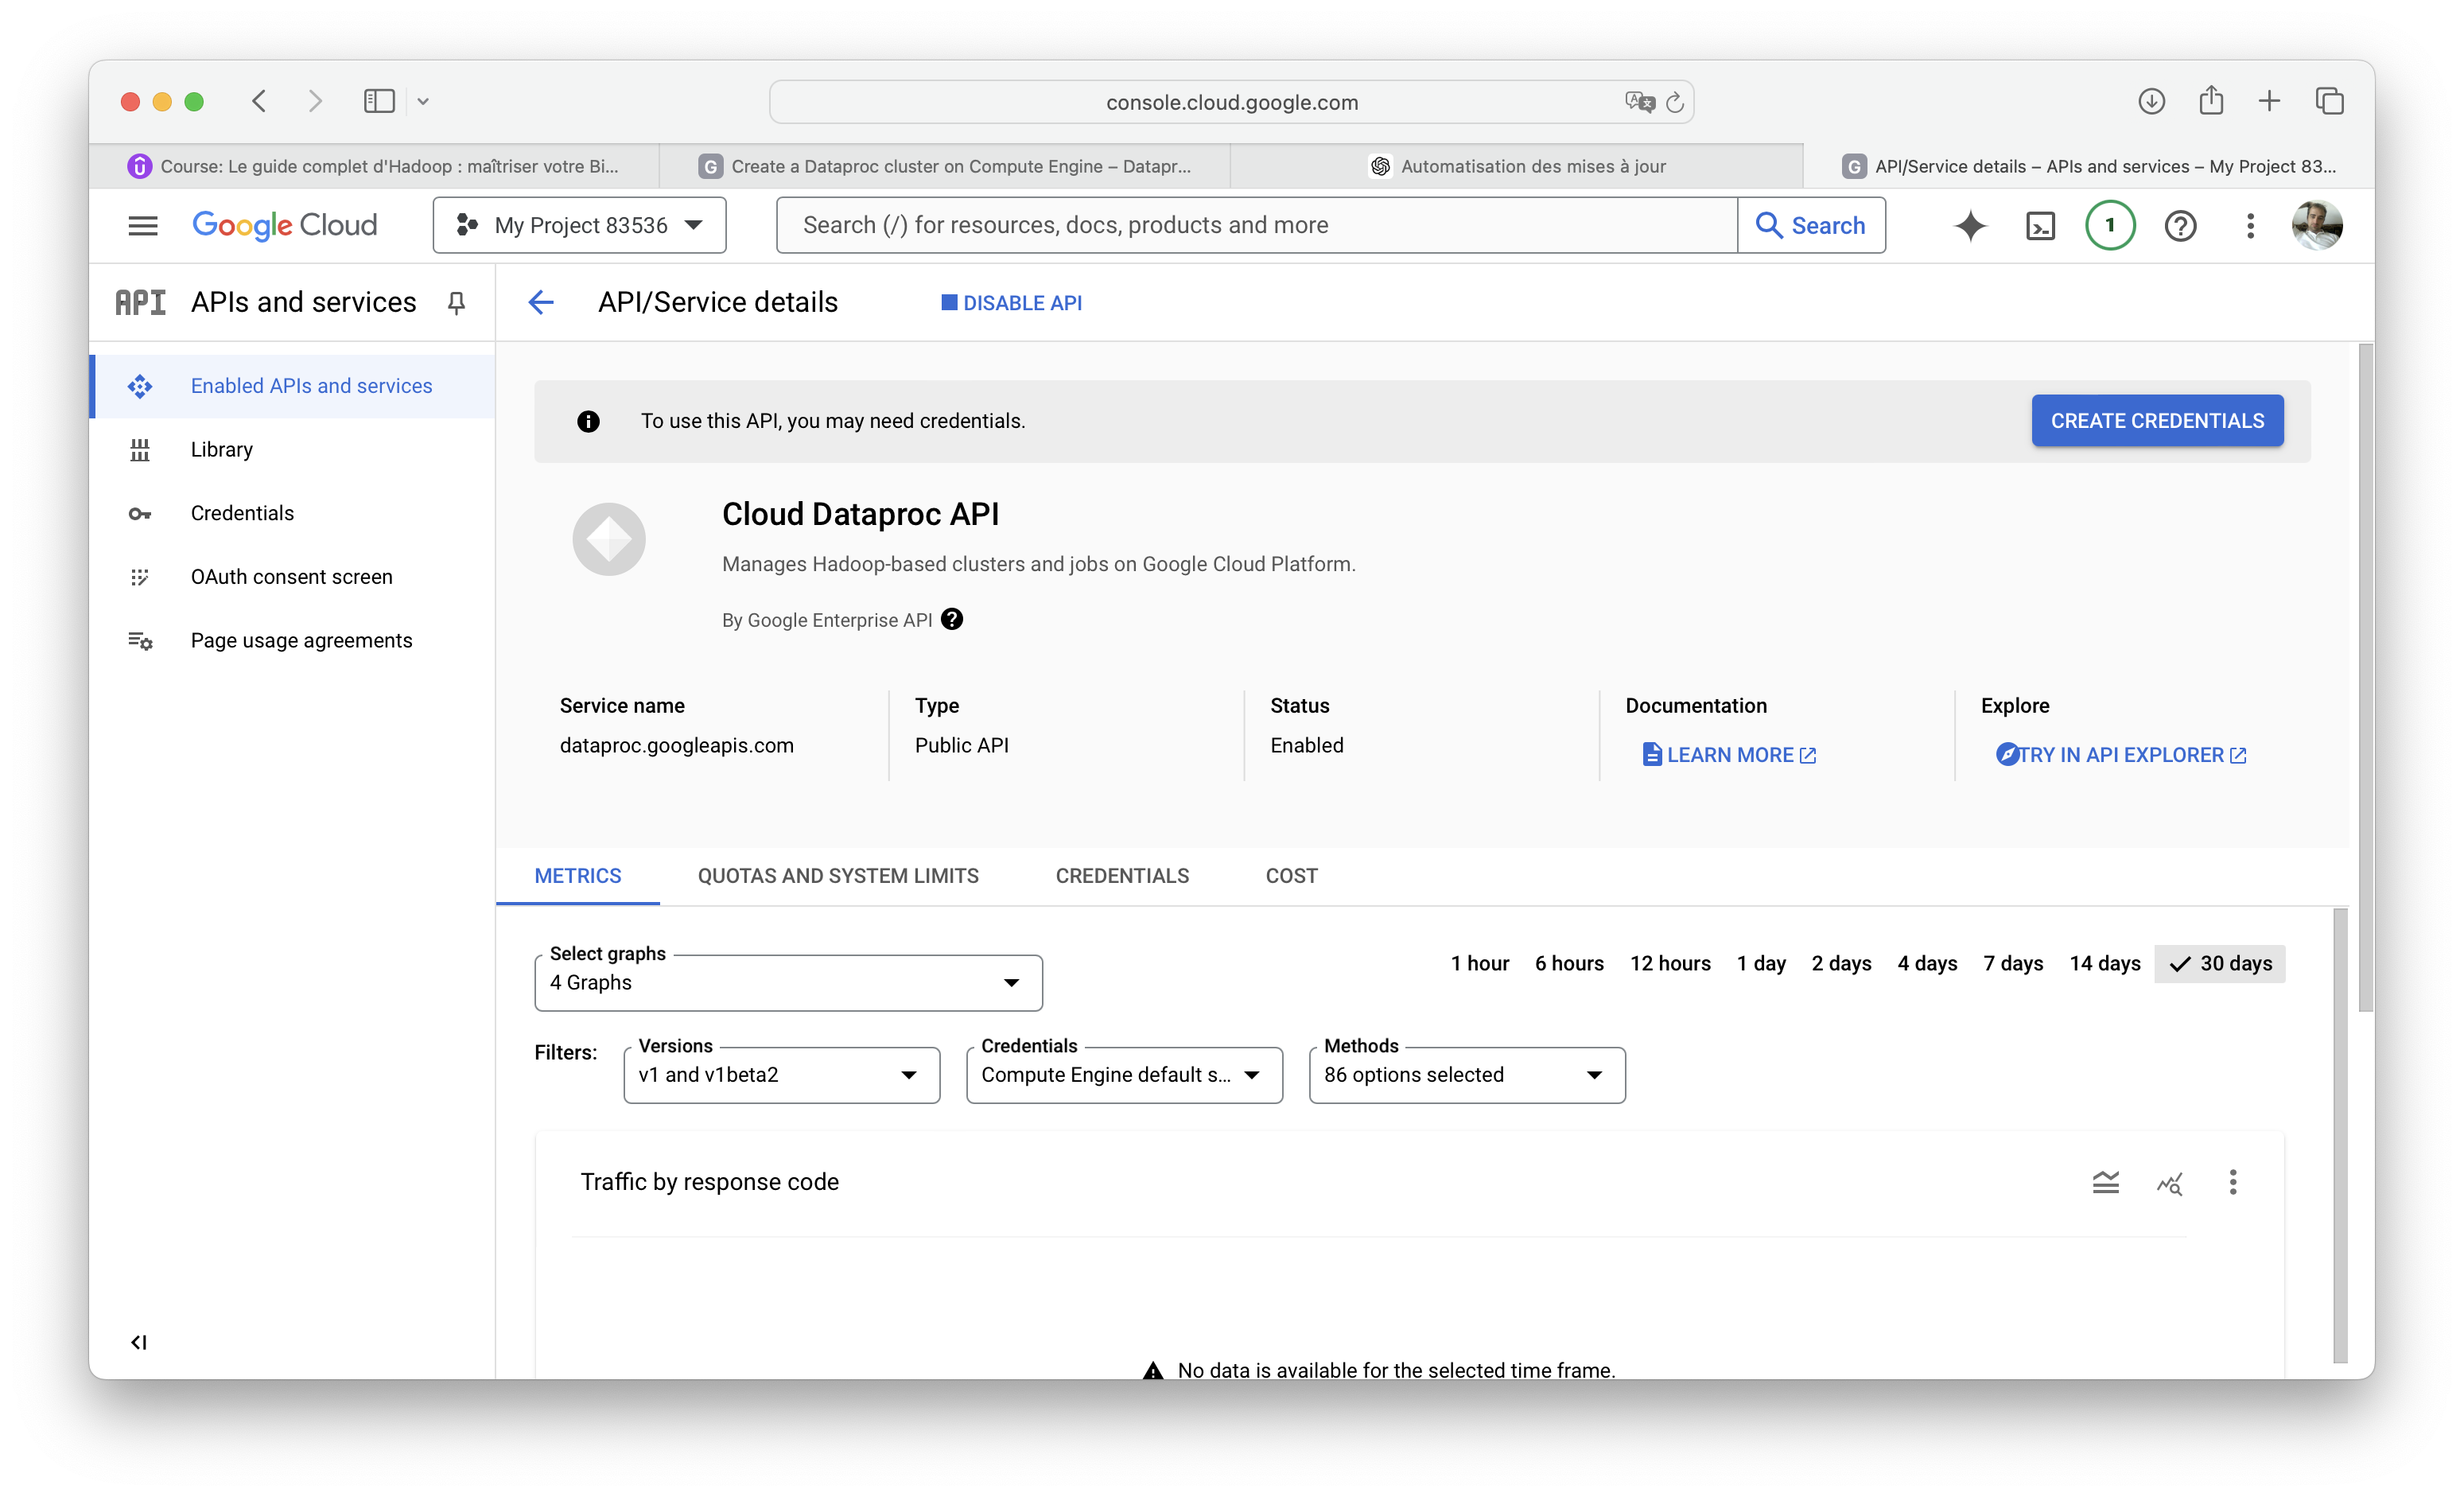 console.cloud.google.com
Course: Le guide complet d'Hadoop : maîtriser votre Bi...
G Create a Dataproc cluster on Compute Engine – Datapr...
Automatisation des mises à jour
G API/Service details – APIs and services – My Project 83...
Google Cloud
My Project 83536
Search (/) for resources, docs, products and more
Search
1
API APIs and services
API/Service details
DISABLE API
Enabled APIs and services
Library
Credentials
OAuth consent screen
Page usage agreements
To use this API, you may need credentials.
CREATE CREDENTIALS
Cloud Dataproc API
Manages Hadoop-based clusters and jobs on Google Cloud Platform.
By Google Enterprise API
Service name
dataproc.googleapis.com
Type
Public API
Status
Enabled
Documentation
LEARN MORE
Explore
TRY IN API EXPLORER
METRICS
QUOTAS AND SYSTEM LIMITS
CREDENTIALS
COST
Select graphs
4 Graphs
1 hour
6 hours
12 hours
1 day
2 days
4 days
7 days
14 days
30 days
Filters:
Versions
v1 and v1beta2
Credentials
Compute Engine default s...
Methods
86 options selected
Traffic by response code
No data is available for the selected time frame.